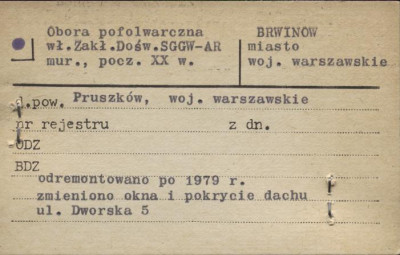 Obora pofolwarczna
wł.Zakł.Dośw.SGGW-AR
mur., pocz. XX w.
BRWINÓW
miasto
woj. warszawskie
d.pow. Pruszków, woj. warszawskie
nr rejestru z dn.
ODZ
BDZ
odremontowano po 1979 r.
zmieniono okna i pokrycie dachu
ul. Dworska 5